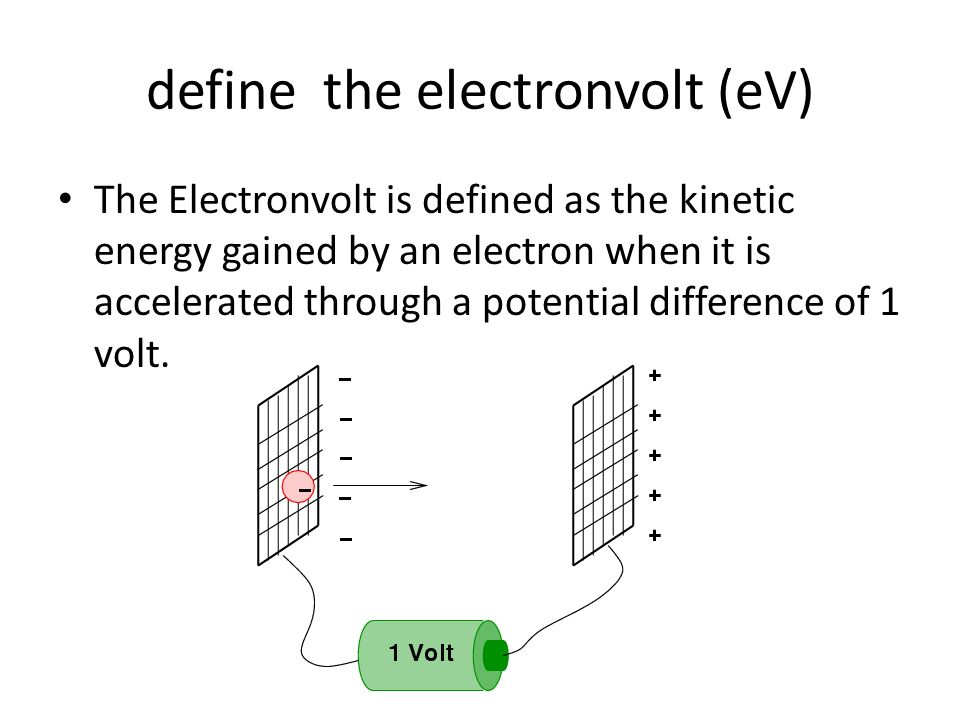 define  the electronvolt (eV)
• The Electronvolt is defined as the kinetic
energy gained by an electron when it is
accelerated through a potential difference of 1
volt.
– +
– +
– +
–
– +
– +
1 Volt